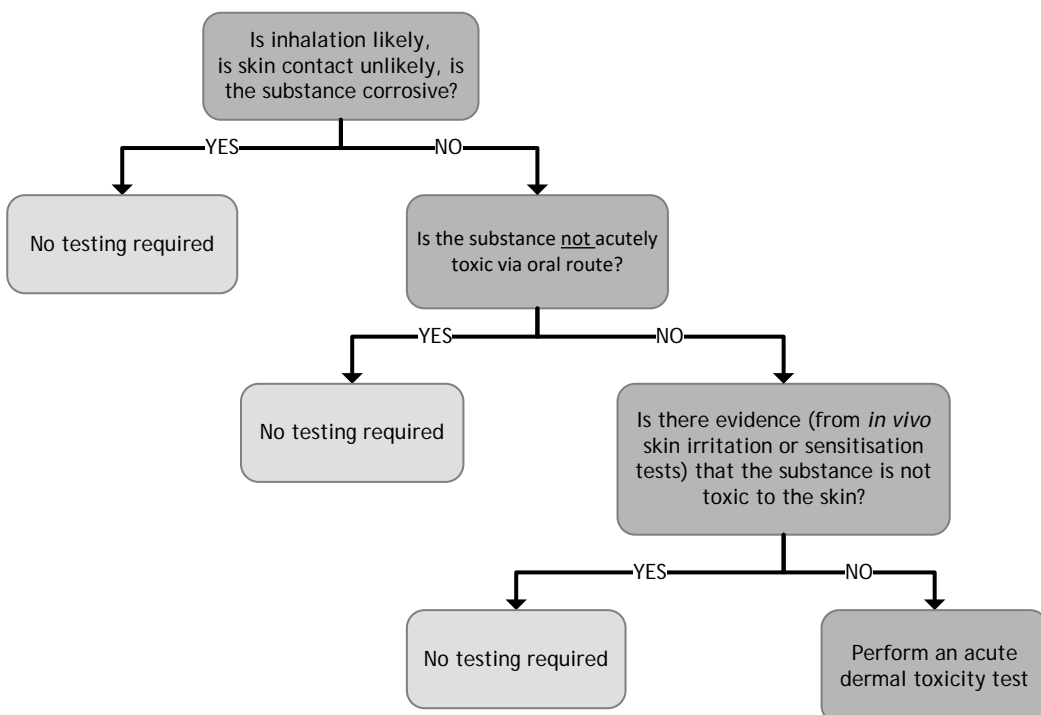 Is inhalation likely,
is skin contact unlikely, is
the substance corrosive?
YES
NO
No testing required
Is the substance not acutely
toxic via oral route?
YES
NO
No testing required
Is there evidence (from in vivo
skin irritation or sensitisation
tests) that the substance is not
toxic to the skin?
YES
NO
No testing required
Perform an acute
dermal toxicity test